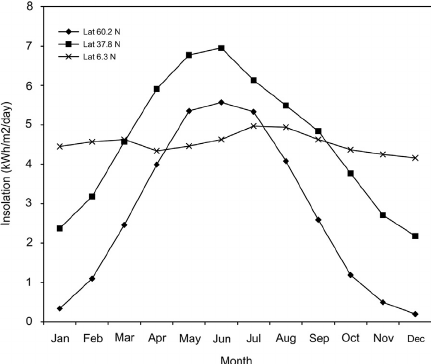 8
7
6
5
4
3
2
1
0
Insolation (kWh/m2/day)
Lat 60.2 N
Lat 37.8 N
Lat 6.3 N
Jan Feb Mar Apr May Jun Jul Aug Sep Oct Nov Dec
Month